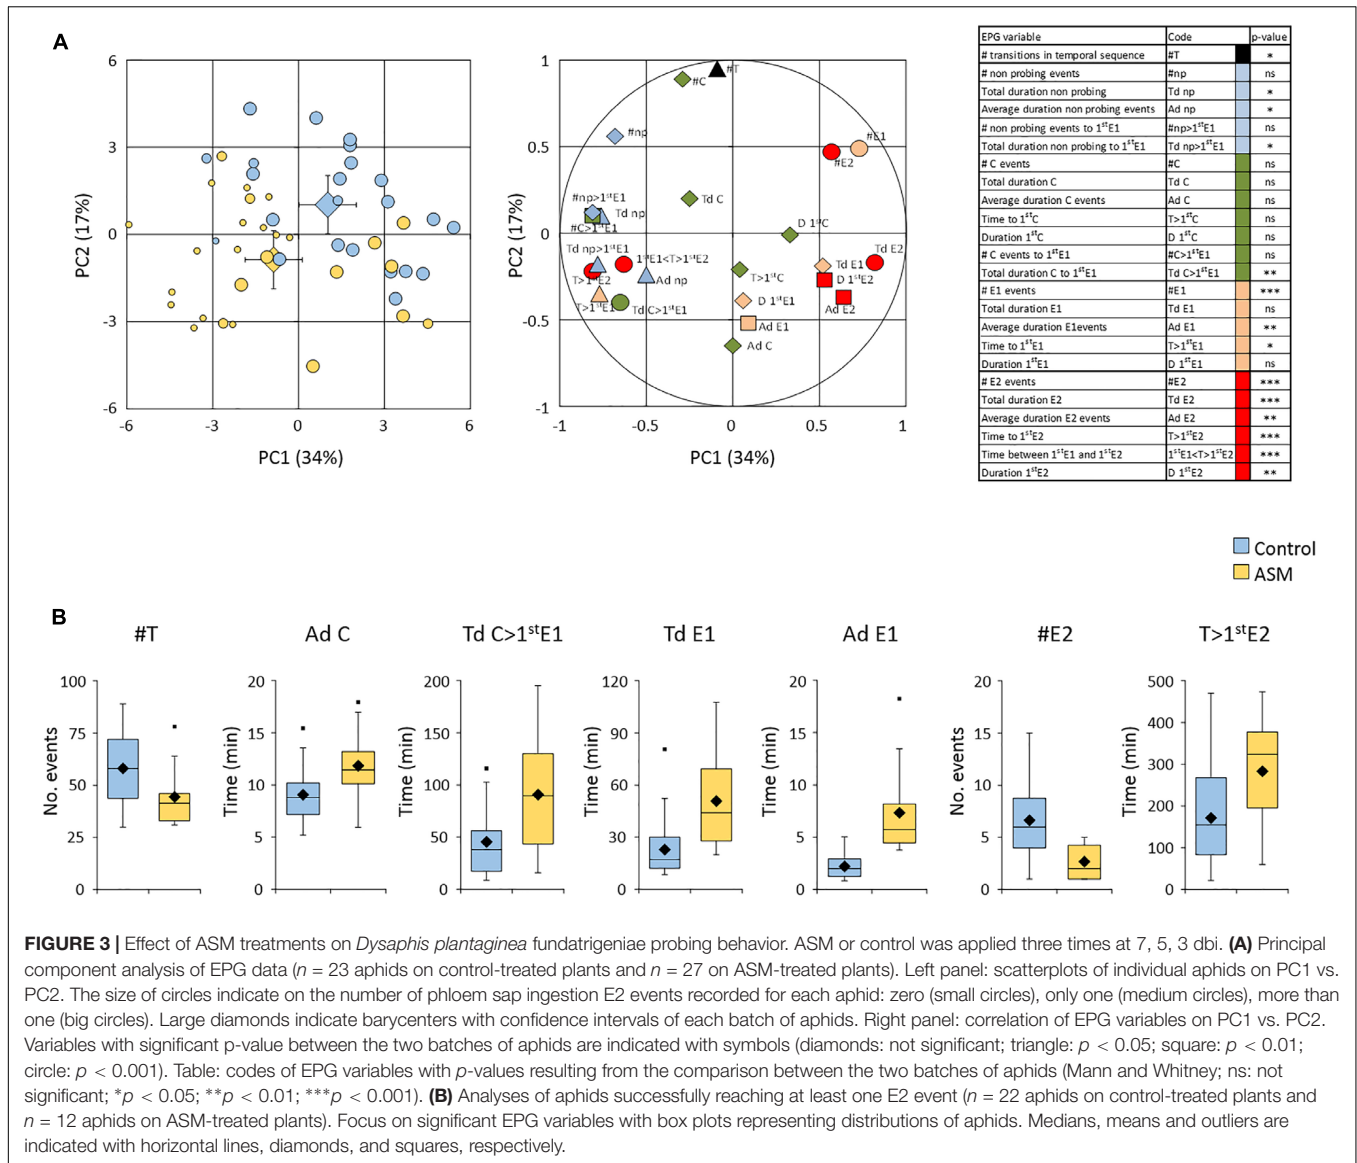 A
6
3
0
-3
-6
-6
-3
0
3
6
PC2 (17%)
PC1 (34%)
1
0.5
0
-0.5
-1
-1
-0.5
0
0.5
1
PC2 (17%)
PC1 (34%)
#T
#C
#np
#E1
#E2
Td C
#np>1stE1
Td np
#C>1stE1
D 1stC
Td np>1stE1
1stE1<T>1stE2
Td E2
T>1stE2
Ad np
T>1stC
Td E1
D 1stE2
T>1stE1
Td C>1stE1
D 1stE1
Ad E2
Ad E1
Ad C
EPG variable Code p-value
# transitions in temporal sequence #T *
# non probing events #np ns
Total duration non probing Td np *
Average duration non probing events Ad np *
# non probing events to 1stE1 #np>1stE1 ns
Total duration non probing to 1stE1 Td np>1stE1 *
# C events #C ns
Total duration C Td C ns
Average duration C events Ad C ns
Time to 1stC T>1stC ns
Duration 1stC D 1stC ns
# C events to 1stE1 #C>1stE1 ns
Total duration C to 1stE1 Td C>1stE1 **
# E1 events #E1 ***
Total duration E1 Td E1 ns
Average duration E1events Ad E1 **
Time to 1stE1 T>1stE1 *
Duration 1stE1 D 1stE1 ns
# E2 events #E2 ***
Total duration E2 Td E2 ***
Average duration E2 events Ad E2 **
Time to 1stE2 T>1stE2 ***
Time between 1stE1 and 1stE2 1stE1<T>1stE2 ***
Duration 1stE2 D 1stE2 **
Control
ASM
B
#T
No. events
100
75
50
25
0
Ad C
Time (min)
20
15
10
5
0
Td C>1stE1
Time (min)
200
150
100
50
0
Td E1
Time (min)
120
90
60
30
0
Ad E1
Time (min)
20
15
10
5
0
#E2
No. events
20
15
10
5
0
T>1stE2
Time (min)
500
400
300
200
100
0
FIGURE 3 | Effect of ASM treatments on Dysaphis plantaginea fundatrigeniae probing behavior. ASM or control was applied three times at 7, 5, 3 dbi. (A) Principal
component analysis of EPG data (n = 23 aphids on control-treated plants and n = 27 on ASM-treated plants). Left panel: scatterplots of individual aphids on PC1 vs.
PC2. The size of circles indicate on the number of phloem sap ingestion E2 events recorded for each aphid: zero (small circles), only one (medium circles), more than
one (big circles). Large diamonds indicate barycenters with confidence intervals of each batch of aphids. Right panel: correlation of EPG variables on PC1 vs. PC2.
Variables with significant p-value between the two batches of aphids are indicated with symbols (diamonds: not significant; triangle: p < 0.05; square: p < 0.01;
circle: p < 0.001). Table: codes of EPG variables with p-values resulting from the comparison between the two batches of aphids (Mann and Whitney; ns: not
significant; *p < 0.05; **p < 0.01; ***p < 0.001). (B) Analyses of aphids successfully reaching at least one E2 event (n = 22 aphids on control-treated plants and
n = 12 aphids on ASM-treated plants). Focus on significant EPG variables with box plots representing distributions of aphids. Medians, means and outliers are
indicated with horizontal lines, diamonds, and squares, respectively.